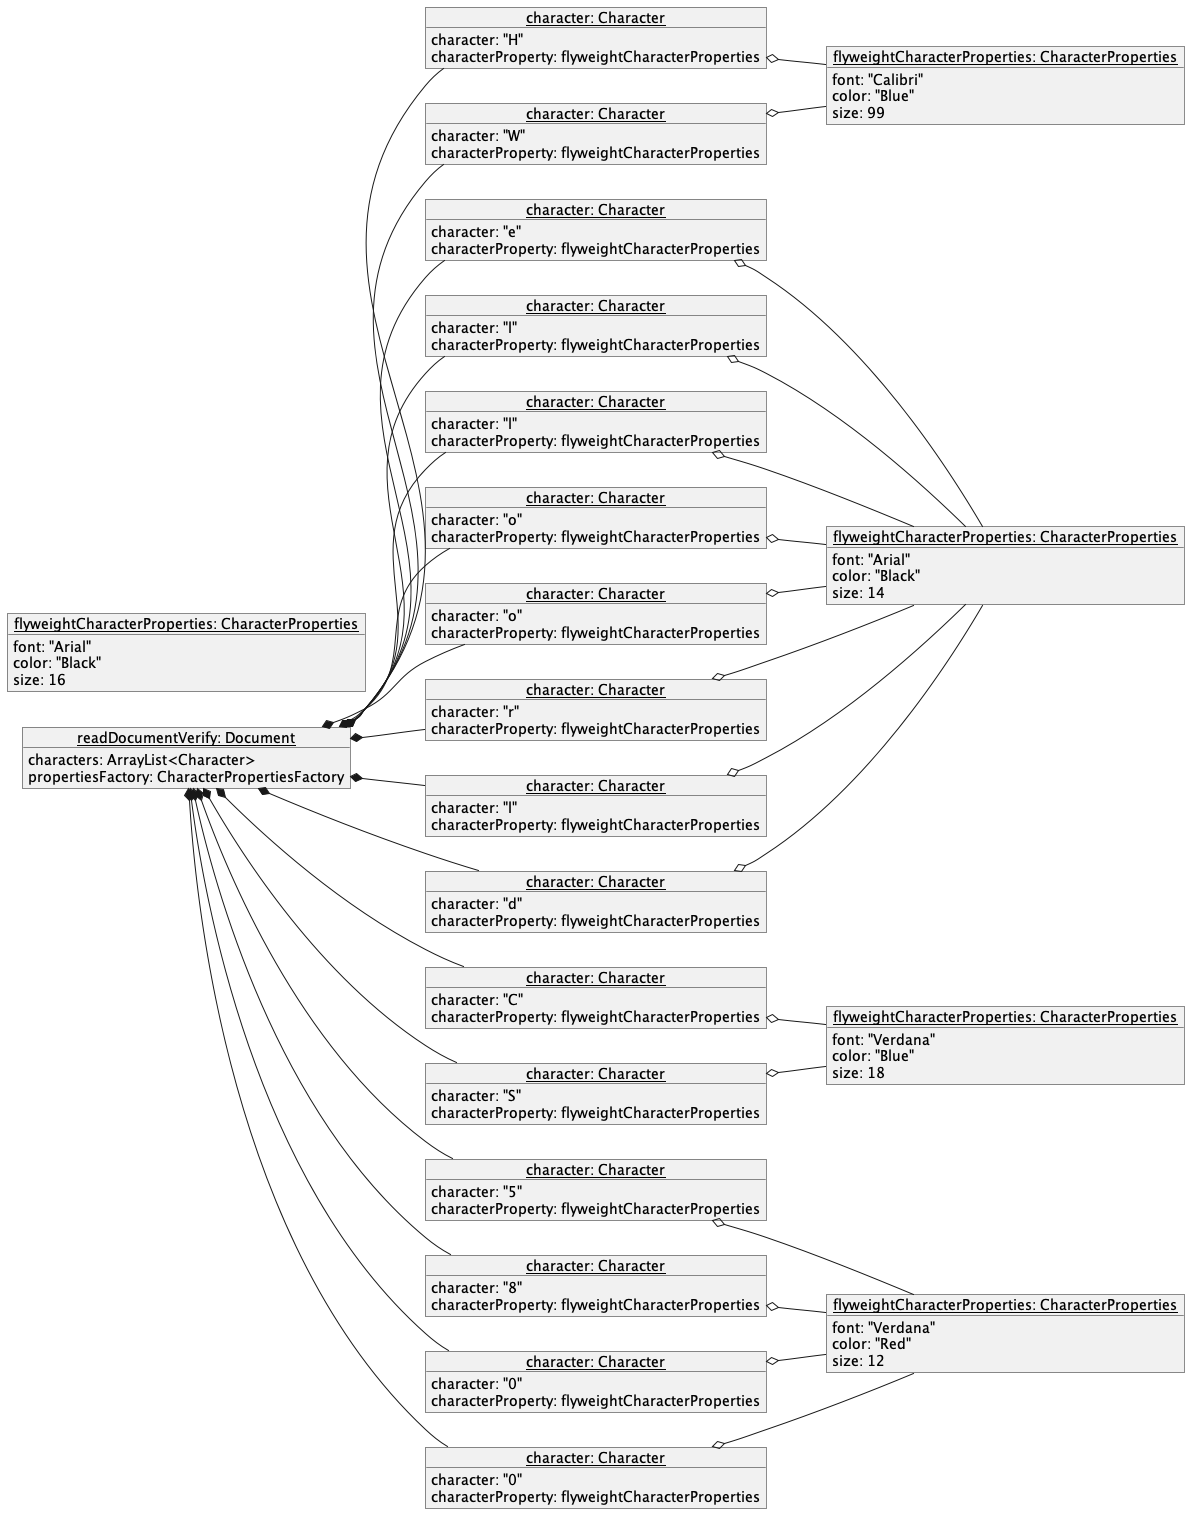 character: Character
character: "H"
characterProperty: flyweightCharacterProperties
flyweightCharacterProperties: CharacterProperties
font: "Calibri"
color: "Blue"
size: 99
character: Character
character: "W"
characterProperty: flyweightCharacterProperties
character: Character
character: "e"
characterProperty: flyweightCharacterProperties
character: Character
character: "l"
characterProperty: flyweightCharacterProperties
character: Character
character: "l"
characterProperty: flyweightCharacterProperties
character: Character
character: "o"
characterProperty: flyweightCharacterProperties
flyweightCharacterProperties: CharacterProperties
font: "Arial"
color: "Black"
size: 14
character: Character
character: "o"
characterProperty: flyweightCharacterProperties
flyweightCharacterProperties: CharacterProperties
font: "Arial"
color: "Black"
size: 16
character: Character
character: "r"
characterProperty: flyweightCharacterProperties
readDocumentVerify: Document
characters: ArrayList<Character>
propertiesFactory: CharacterPropertiesFactory
character: Character
character: "l"
characterProperty: flyweightCharacterProperties
character: Character
character: "d"
characterProperty: flyweightCharacterProperties
character: Character
character: "C"
characterProperty: flyweightCharacterProperties
flyweightCharacterProperties: CharacterProperties
font: "Verdana"
color: "Blue"
size: 18
character: Character
character: "S"
characterProperty: flyweightCharacterProperties
character: Character
character: "5"
characterProperty: flyweightCharacterProperties
character: Character
character: "8"
characterProperty: flyweightCharacterProperties
flyweightCharacterProperties: CharacterProperties
font: "Verdana"
color: "Red"
size: 12
character: Character
character: "0"
characterProperty: flyweightCharacterProperties
character: Character
character: "0"
characterProperty: flyweightCharacterProperties